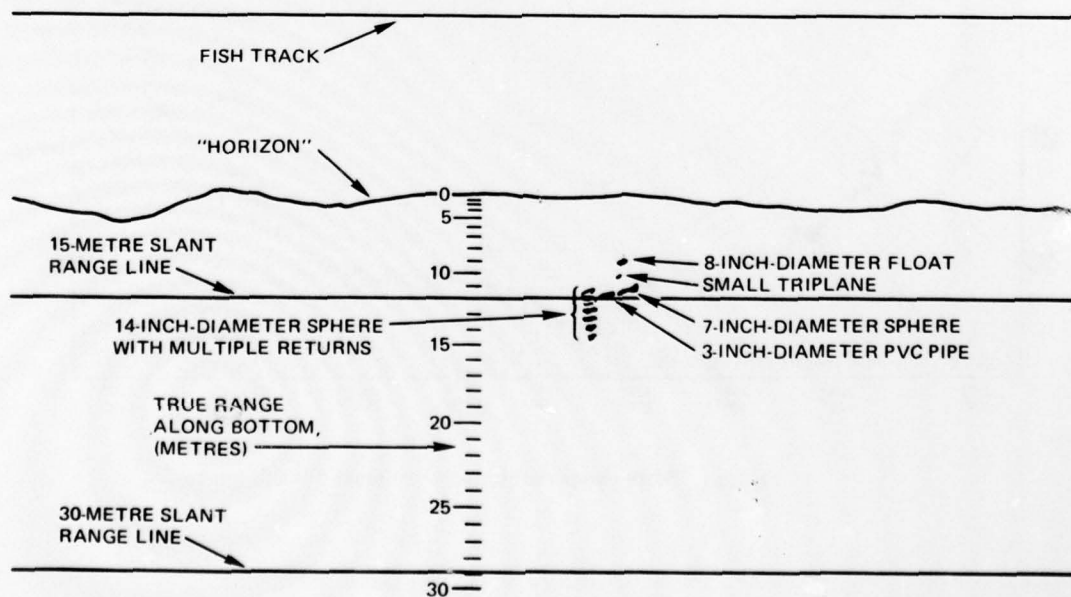 FISH TRACK
"HORIZON"
0
5
15-METRE SLANT
RANGE LINE
10
8-INCH-DIAMETER FLOAT
SMALL TRIPLANE
14-INCH-DIAMETER SPHERE
WITH MULTIPLE RETURNS
7-INCH-DIAMETER SPHERE
3-INCH-DIAMETER PVC PIPE
15
TRUE RANGE
ALONG BOTTOM,
(METRES)
20
25
30-METRE SLANT
RANGE LINE
30